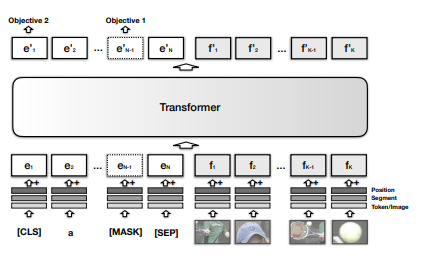 Objective 2 Objective 1
e'₁ e'₂ ... e'N-1 e'N f'₁ f'₂ ... f'K-1 f'K
Transformer
e₁ e₂ ... eN-1 eN f₁ f₂ ... fK-1 fK
+ + + + + + + +
Position
Segment
Token/Image
[CLS] a [MASK] [SEP]